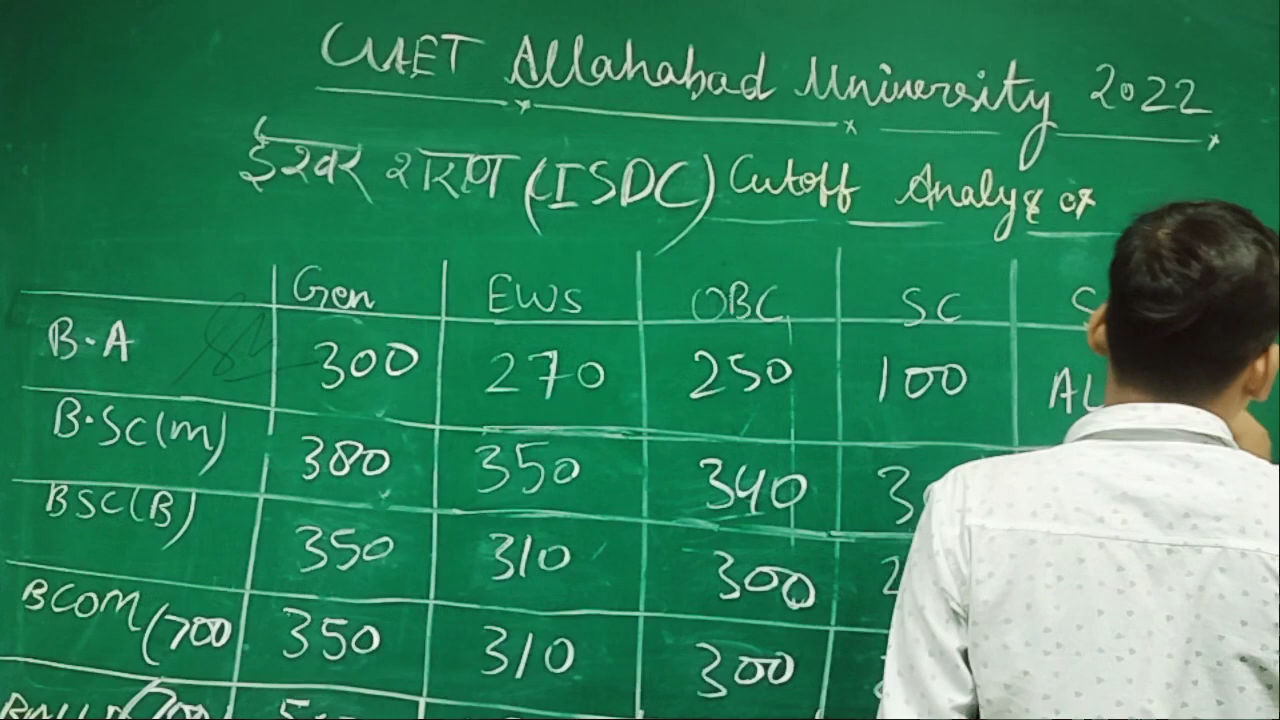 CUET Allahabad University 2022
ईश्वर शरण (ISDC) Cutoff Analysis of
Gen EWS OBC SC
B.A 300 270 250 100
B.SC(M) 380 350 340
BSC(B) 350 310 300
BCOM (700 350 310 300